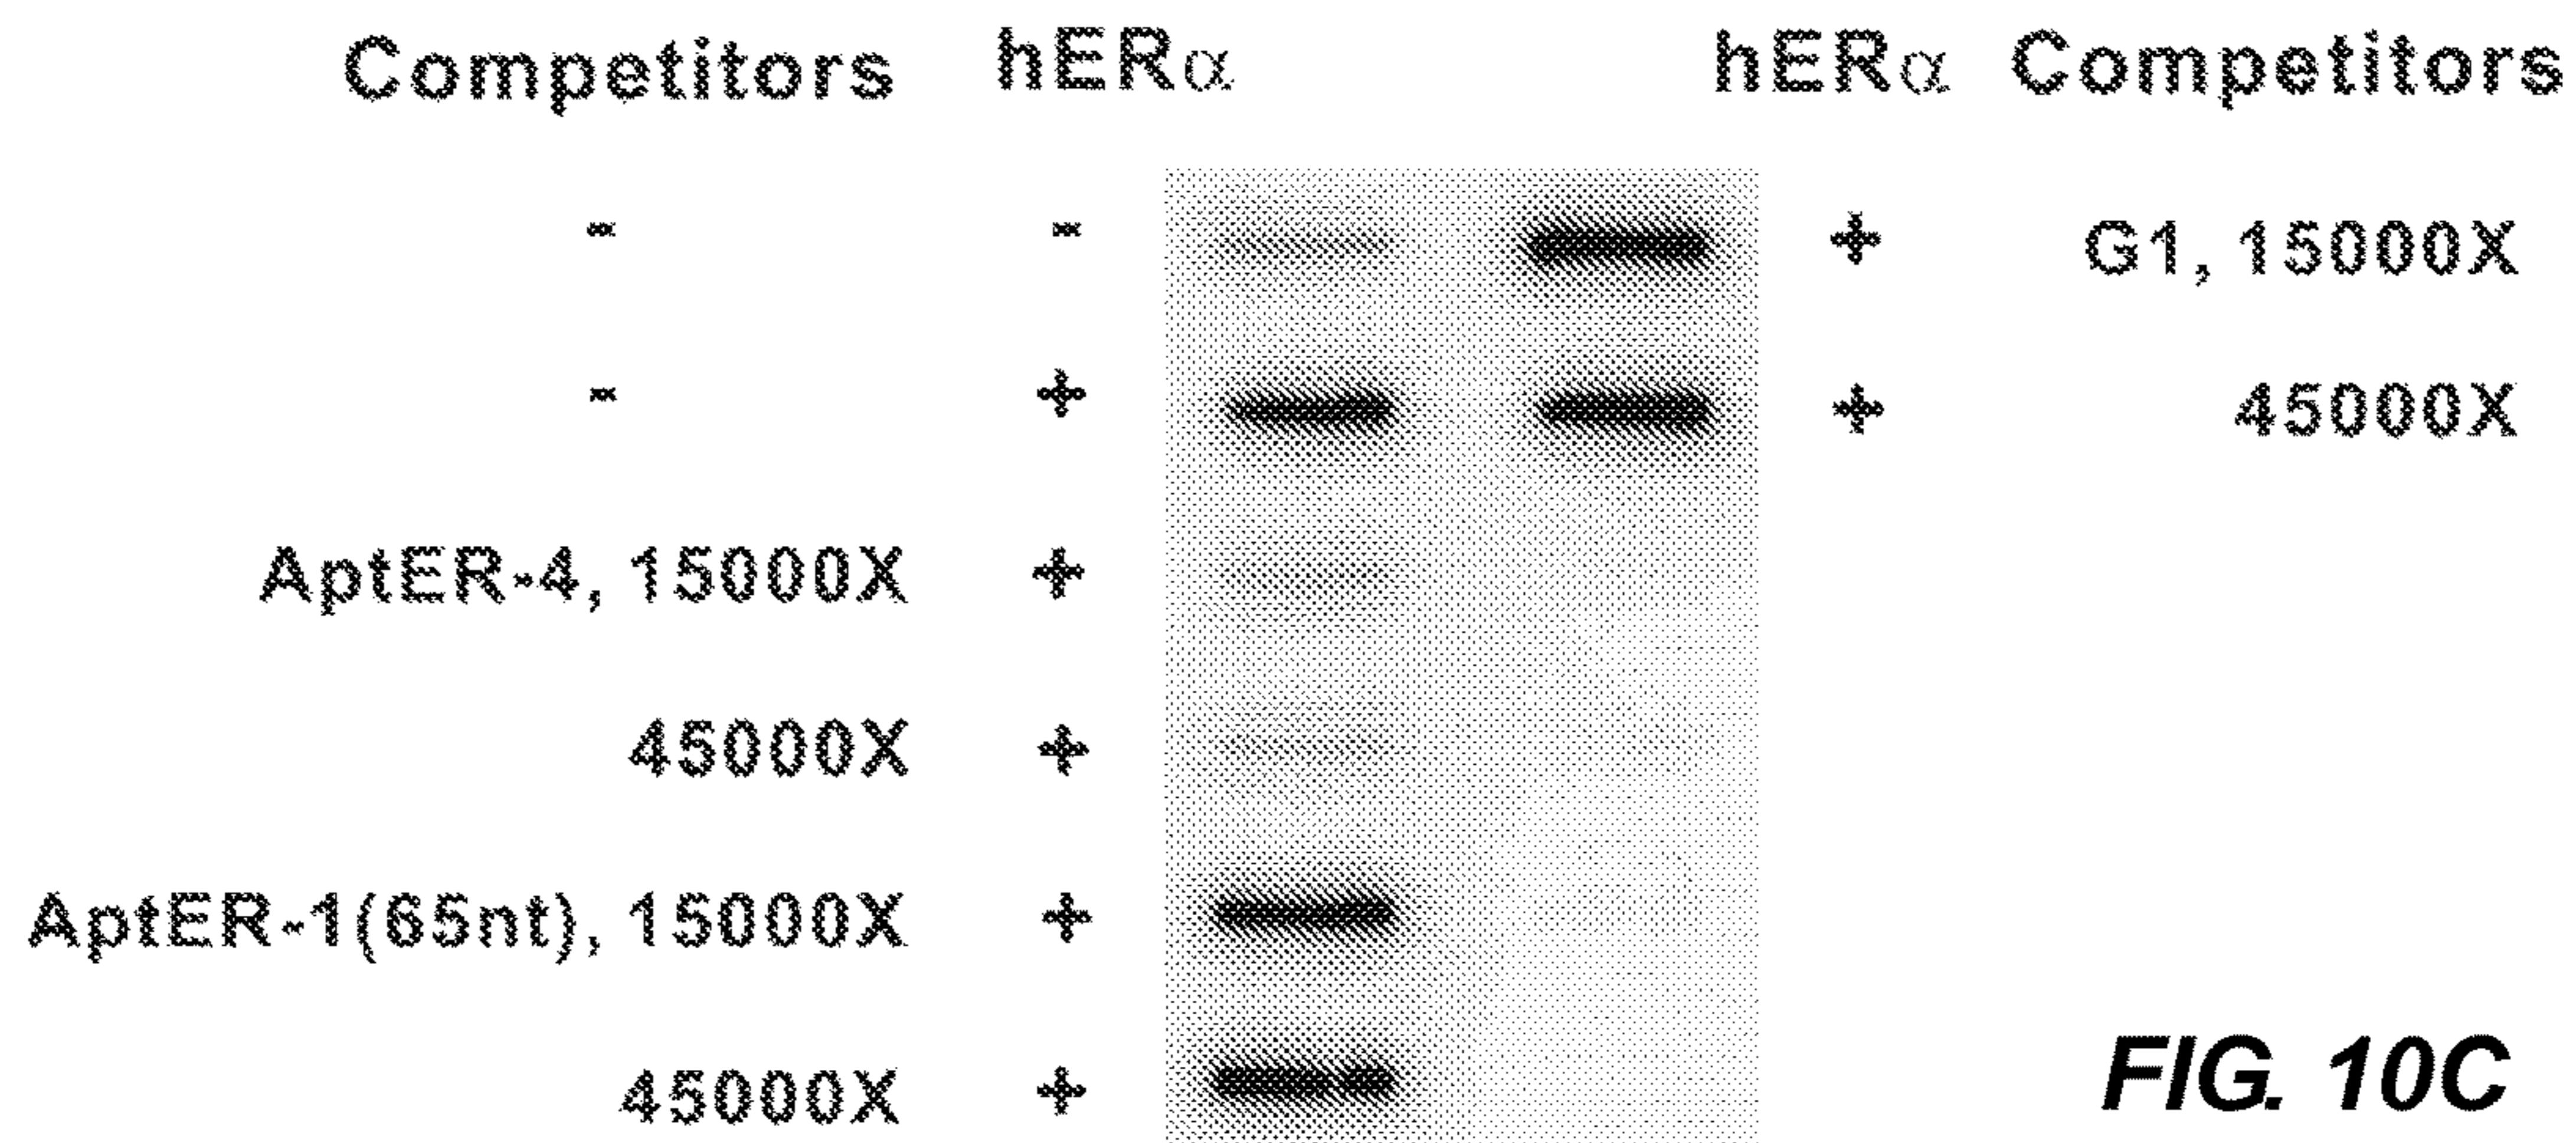 Competitors hERα hERα Competitors
- - + G1, 15000X
- + + 45000X
AptER-4, 15000X +
45000X +
AptER-1(65nt), 15000X +
45000X +
FIG. 10C